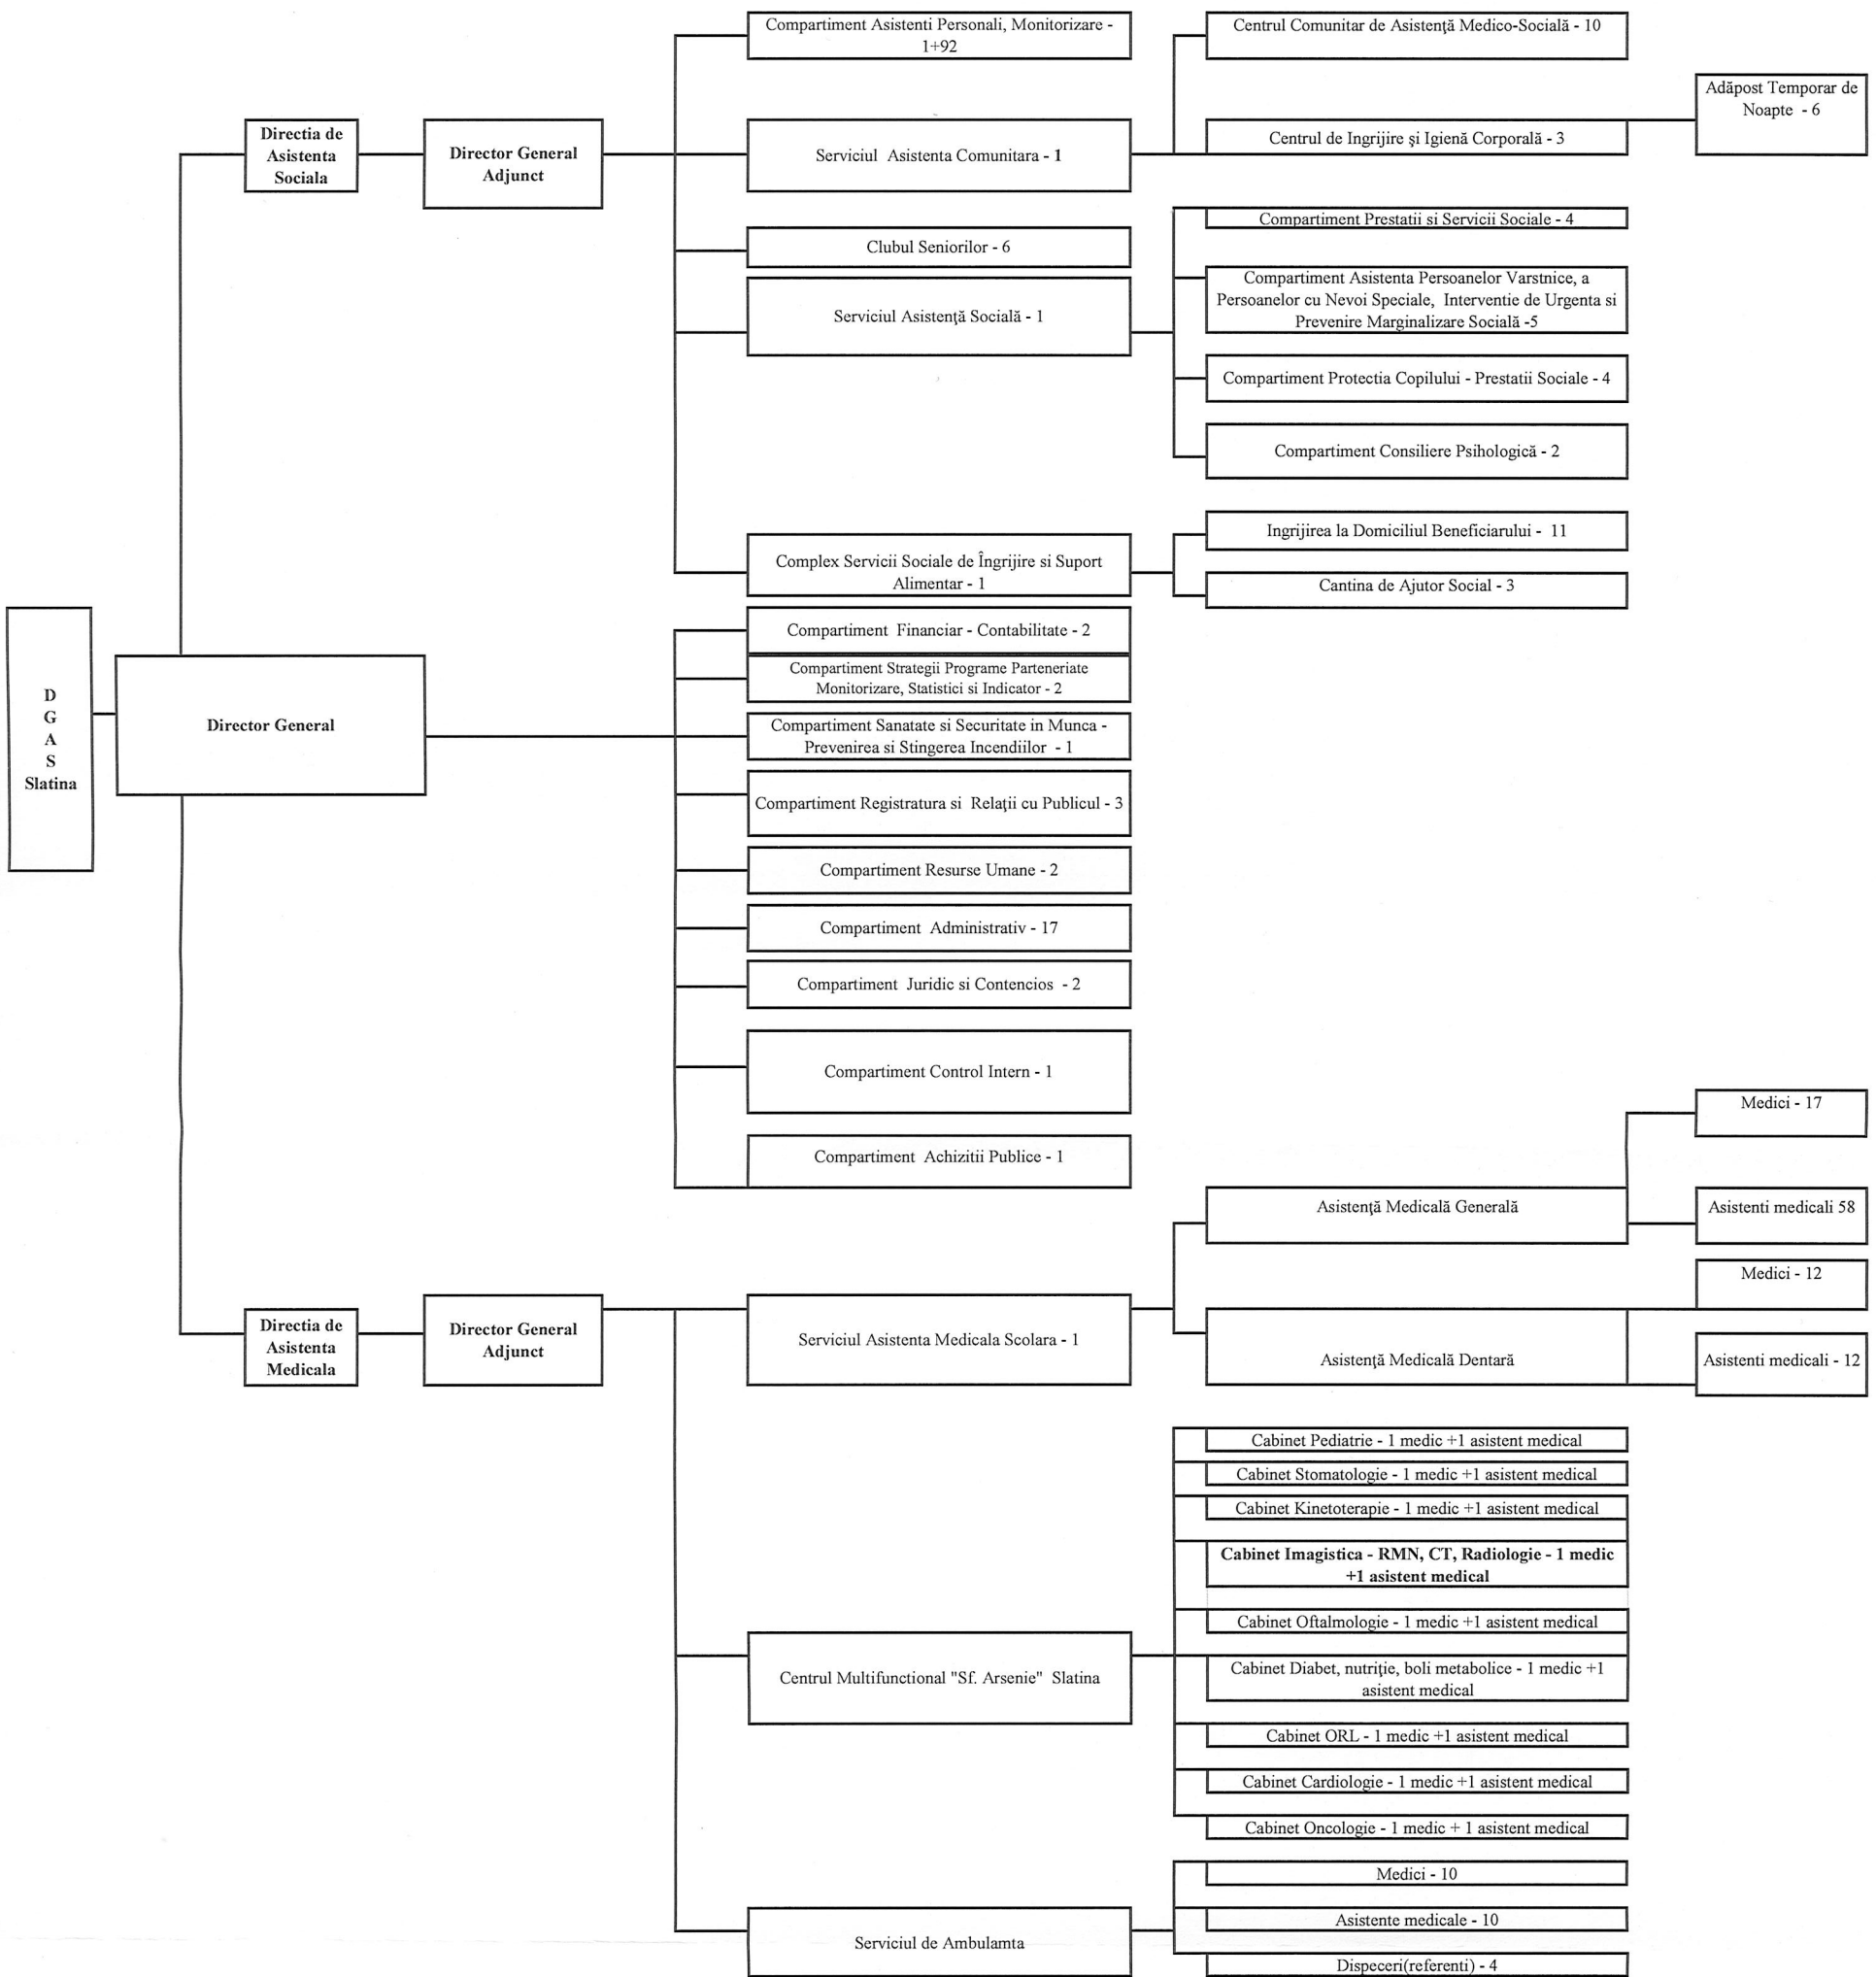 Compartiment Asistenti Personali, Monitorizare -
1+92
Centrul Comunitar de Asistenţă Medico-Socială - 10
Adăpost Temporar de
Noapte - 6
Directia de
Asistenta
Sociala
Director General
Adjunct
Serviciul Asistenta Comunitara - 1
Centrul de Ingrijire şi Igienă Corporală - 3
Compartiment Prestatii si Servicii Sociale - 4
Clubul Seniorilor - 6
Compartiment Asistenta Persoanelor Varstnice, a
Persoanelor cu Nevoi Speciale, Interventie de Urgenta si
Prevenire Marginalizare Socială -5
Serviciul Asistenţă Socială - 1
Compartiment Protectia Copilului - Prestatii Sociale - 4
Compartiment Consiliere Psihologică - 2
Ingrijirea la Domiciliul Beneficiarului - 11
Complex Servicii Sociale de Îngrijire si Suport
Alimentar - 1
Cantina de Ajutor Social - 3
D
G
A
S
Slatina
Director General
Compartiment Financiar - Contabilitate - 2
Compartiment Strategii Programe Parteneriate
Monitorizare, Statistici si Indicator - 2
Compartiment Sanatate si Securitate in Munca -
Prevenirea si Stingerea Incendiilor - 1
Compartiment Registratura si Relaţii cu Publicul - 3
Compartiment Resurse Umane - 2
Compartiment Administrativ - 17
Compartiment Juridic si Contencios - 2
Compartiment Control Intern - 1
Compartiment Achizitii Publice - 1
Medici - 17
Asistenţă Medicală Generală
Asistenti medicali 58
Medici - 12
Directia de
Asistenta
Medicala
Director General
Adjunct
Serviciul Asistenta Medicala Scolara - 1
Asistenţă Medicală Dentară
Asistenti medicali - 12
Cabinet Pediatrie - 1 medic +1 asistent medical
Cabinet Stomatologie - 1 medic +1 asistent medical
Cabinet Kinetoterapie - 1 medic +1 asistent medical
Cabinet Imagistica - RMN, CT, Radiologie - 1 medic
+1 asistent medical
Cabinet Oftalmologie - 1 medic +1 asistent medical
Centrul Multifunctional "Sf. Arsenie" Slatina
Cabinet Diabet, nutriţie, boli metabolice - 1 medic +1
asistent medical
Cabinet ORL - 1 medic +1 asistent medical
Cabinet Cardiologie - 1 medic +1 asistent medical
Cabinet Oncologie - 1 medic + 1 asistent medical
Medici - 10
Serviciul de Ambulamta
Asistente medicale - 10
Dispeceri(referenti) - 4